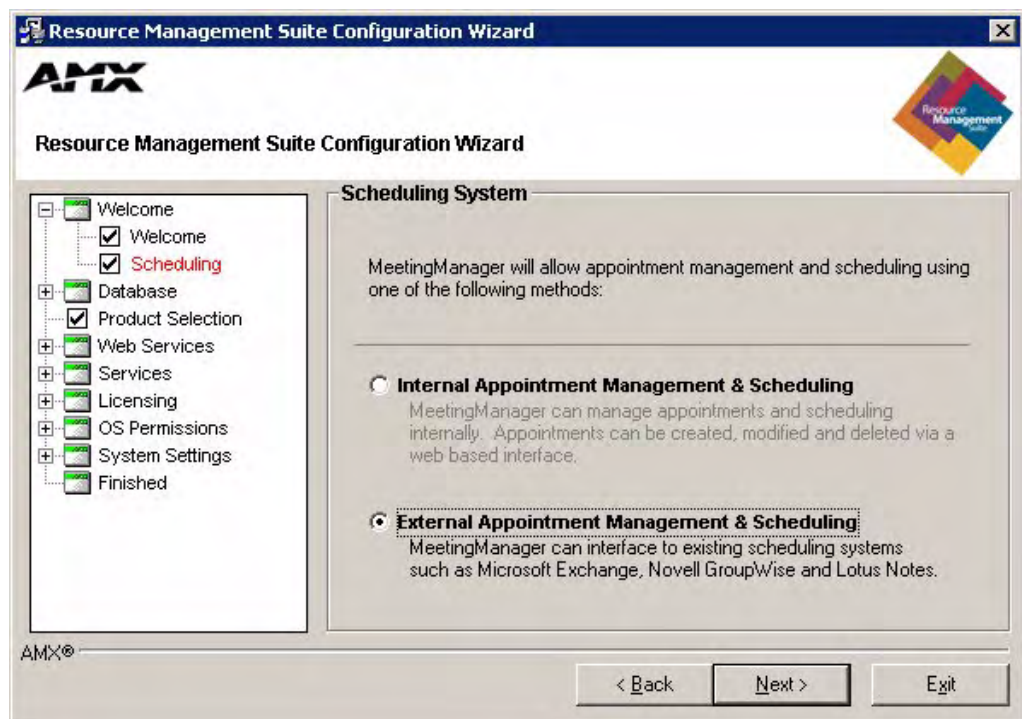 Resource Management Suite Configuration Wizard
AMX
Resource Management Suite
Resource Management Suite Configuration Wizard
Welcome
Welcome
Scheduling
Database
Product Selection
Web Services
Services
Licensing
OS Permissions
System Settings
Finished
Scheduling System
MeetingManager will allow appointment management and scheduling using
one of the following methods:
Internal Appointment Management & Scheduling
MeetingManager can manage appointments and scheduling
internally. Appointments can be created, modified and deleted via a
web based interface.
External Appointment Management & Scheduling
MeetingManager can interface to existing scheduling systems
such as Microsoft Exchange, Novell GroupWise and Lotus Notes.
AMX®
< Back
Next >
Exit